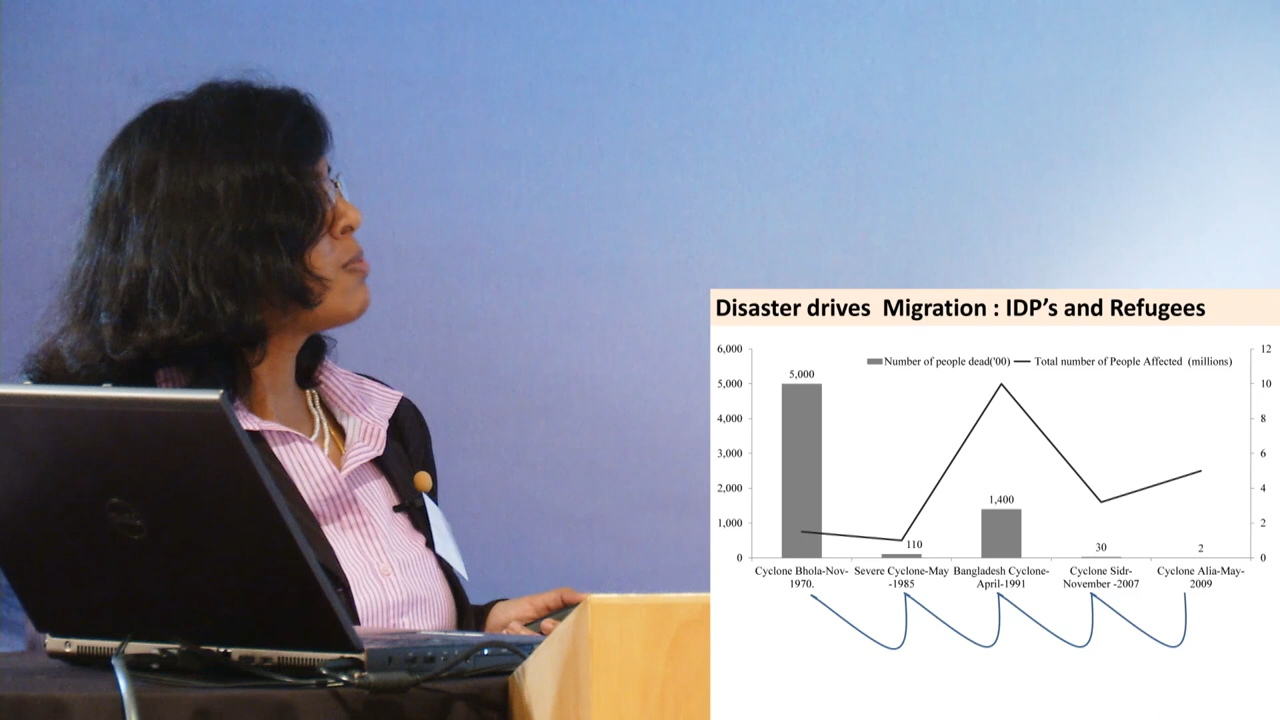 Disaster drives  Migration : IDP's and Refugees
6,000
5,000
4,000
3,000
2,000
1,000
0
Number of people dead('00)
Total number of People Affected  (millions)
12
10
8
6
4
2
0
5,000
110
1,400
30
2
Cyclone Bhola-Nov-
1970.
Severe Cyclone-May
-1985
Bangladesh Cyclone-
April-1991
Cyclone Sidr-
November -2007
Cyclone Alia-May-
2009